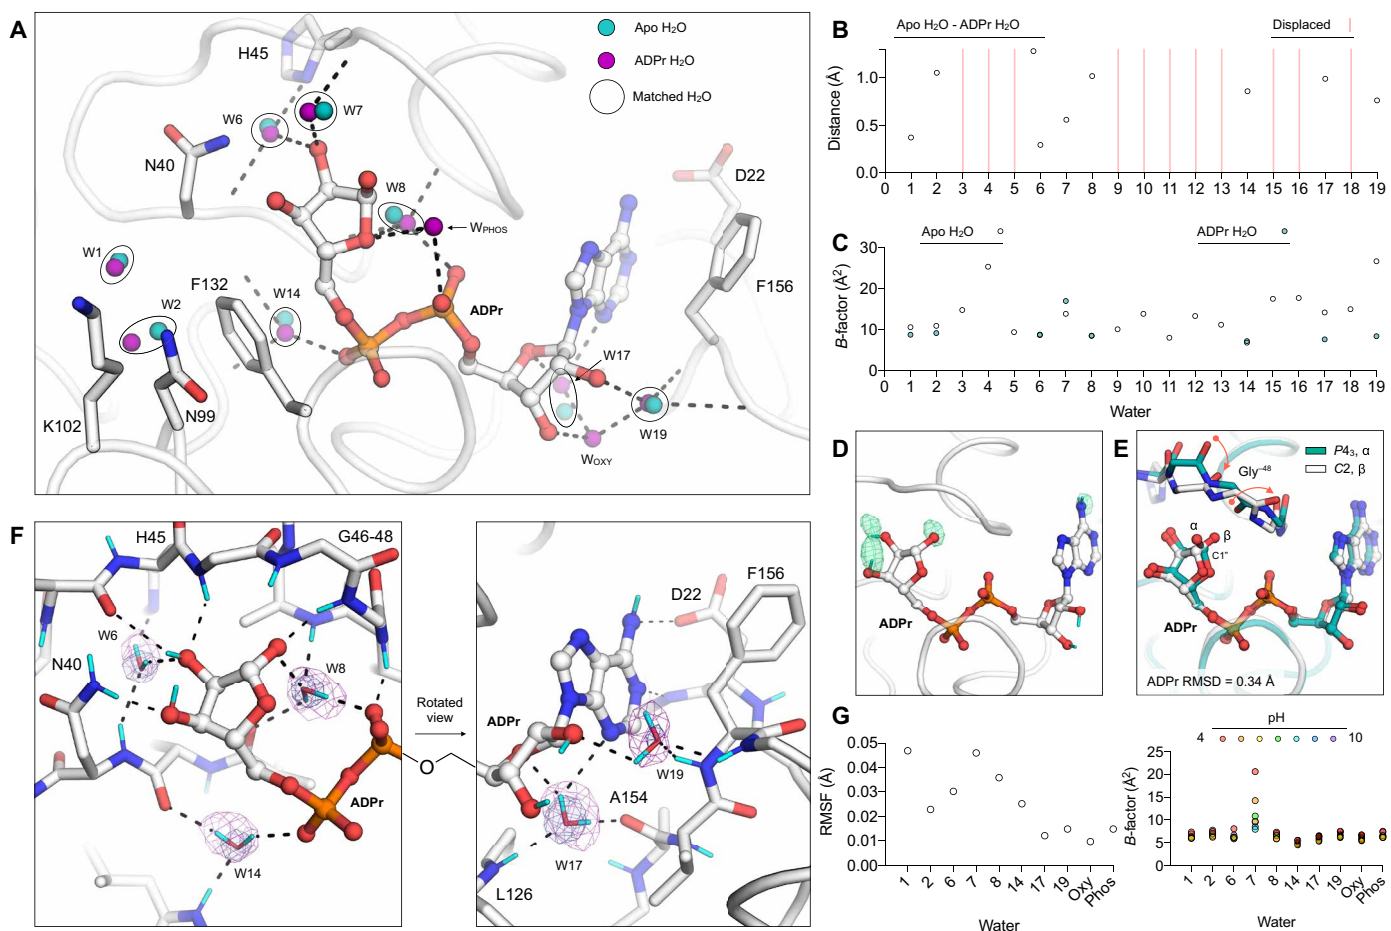 A
Apo H₂O
ADPr H₂O
Matched H₂O
H45
W7
W6
N40
W8
W_PHOS
D22
W1
W2
F132
W14
ADPr
F156
W17
K102
N99
W19
W_OXY
B
Apo H₂O - ADPr H₂O
Displaced
Distance (Å)
1.0
0.5
0.0
0 1 2 3 4 5 6 7 8 9 10 11 12 13 14 15 16 17 18 19
C
Apo H₂O
ADPr H₂O
B-factor (Å²)
30
20
10
0
0 1 2 3 4 5 6 7 8 9 10 11 12 13 14 15 16 17 18 19
Water
D
ADPr
E
P4₃, α
C2, β
Gly⁻⁴⁸
α
β
C1"
ADPr
ADPr RMSD = 0.34 Å
F
H45
G46-48
W6
N40
W8
ADPr
W14
Rotated
view
O
D22
F156
ADPr
W19
A154
W17
L126
G
RMSF (Å)
0.05
0.04
0.03
0.02
0.01
0.00
1 2 6 7 8 14 17 19 Oxy Phos
Water
pH
4 10
B-factor (Å²)
25
20
15
10
5
0
1 2 6 7 8 14 17 19 Oxy Phos
Water